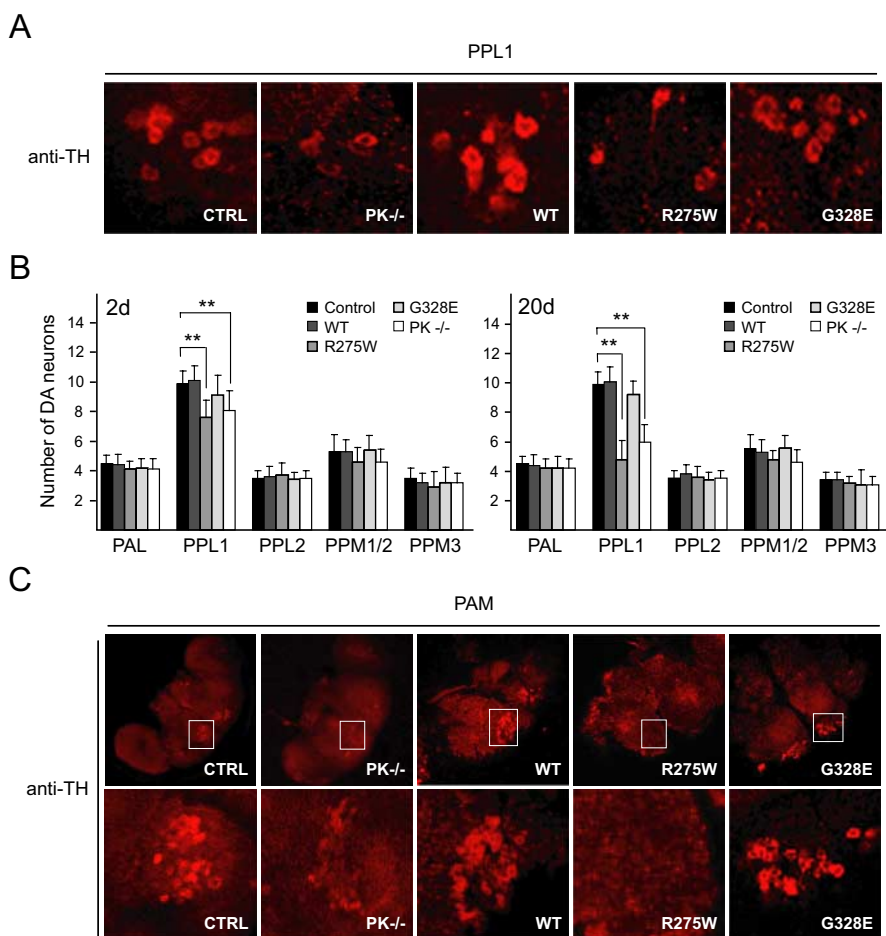 A
PPL1
anti-TH
CTRL
PK-/-
WT
R275W
G328E
B
Number of DA neurons
14
12
10
8
6
4
2
2d
**
**
Control
WT
R275W
G328E
PK -/-
PAL
PPL1
PPL2
PPM1/2
PPM3
14
12
10
8
6
4
2
20d
**
**
Control
WT
R275W
G328E
PK -/-
PAL
PPL1
PPL2
PPM1/2
PPM3
C
PAM
anti-TH
CTRL
PK-/-
WT
R275W
G328E
CTRL
PK-/-
WT
R275W
G328E